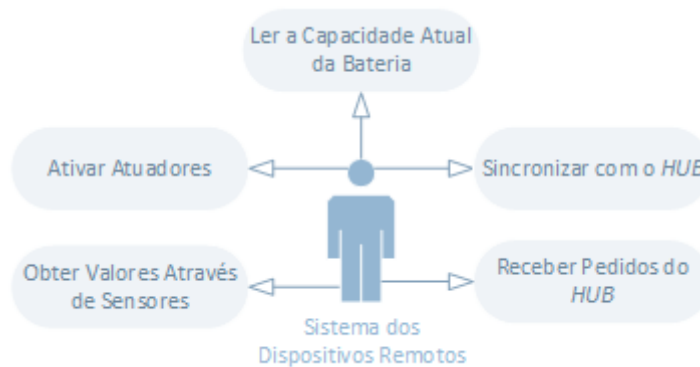 Ler a Capacidade Atual
da Bateria
Ativar Atuadores
Sincronizar com o HUB
Obter Valores Através
de Sensores
Receber Pedidos do
HUB
Sistema dos
Dispositivos Remotos